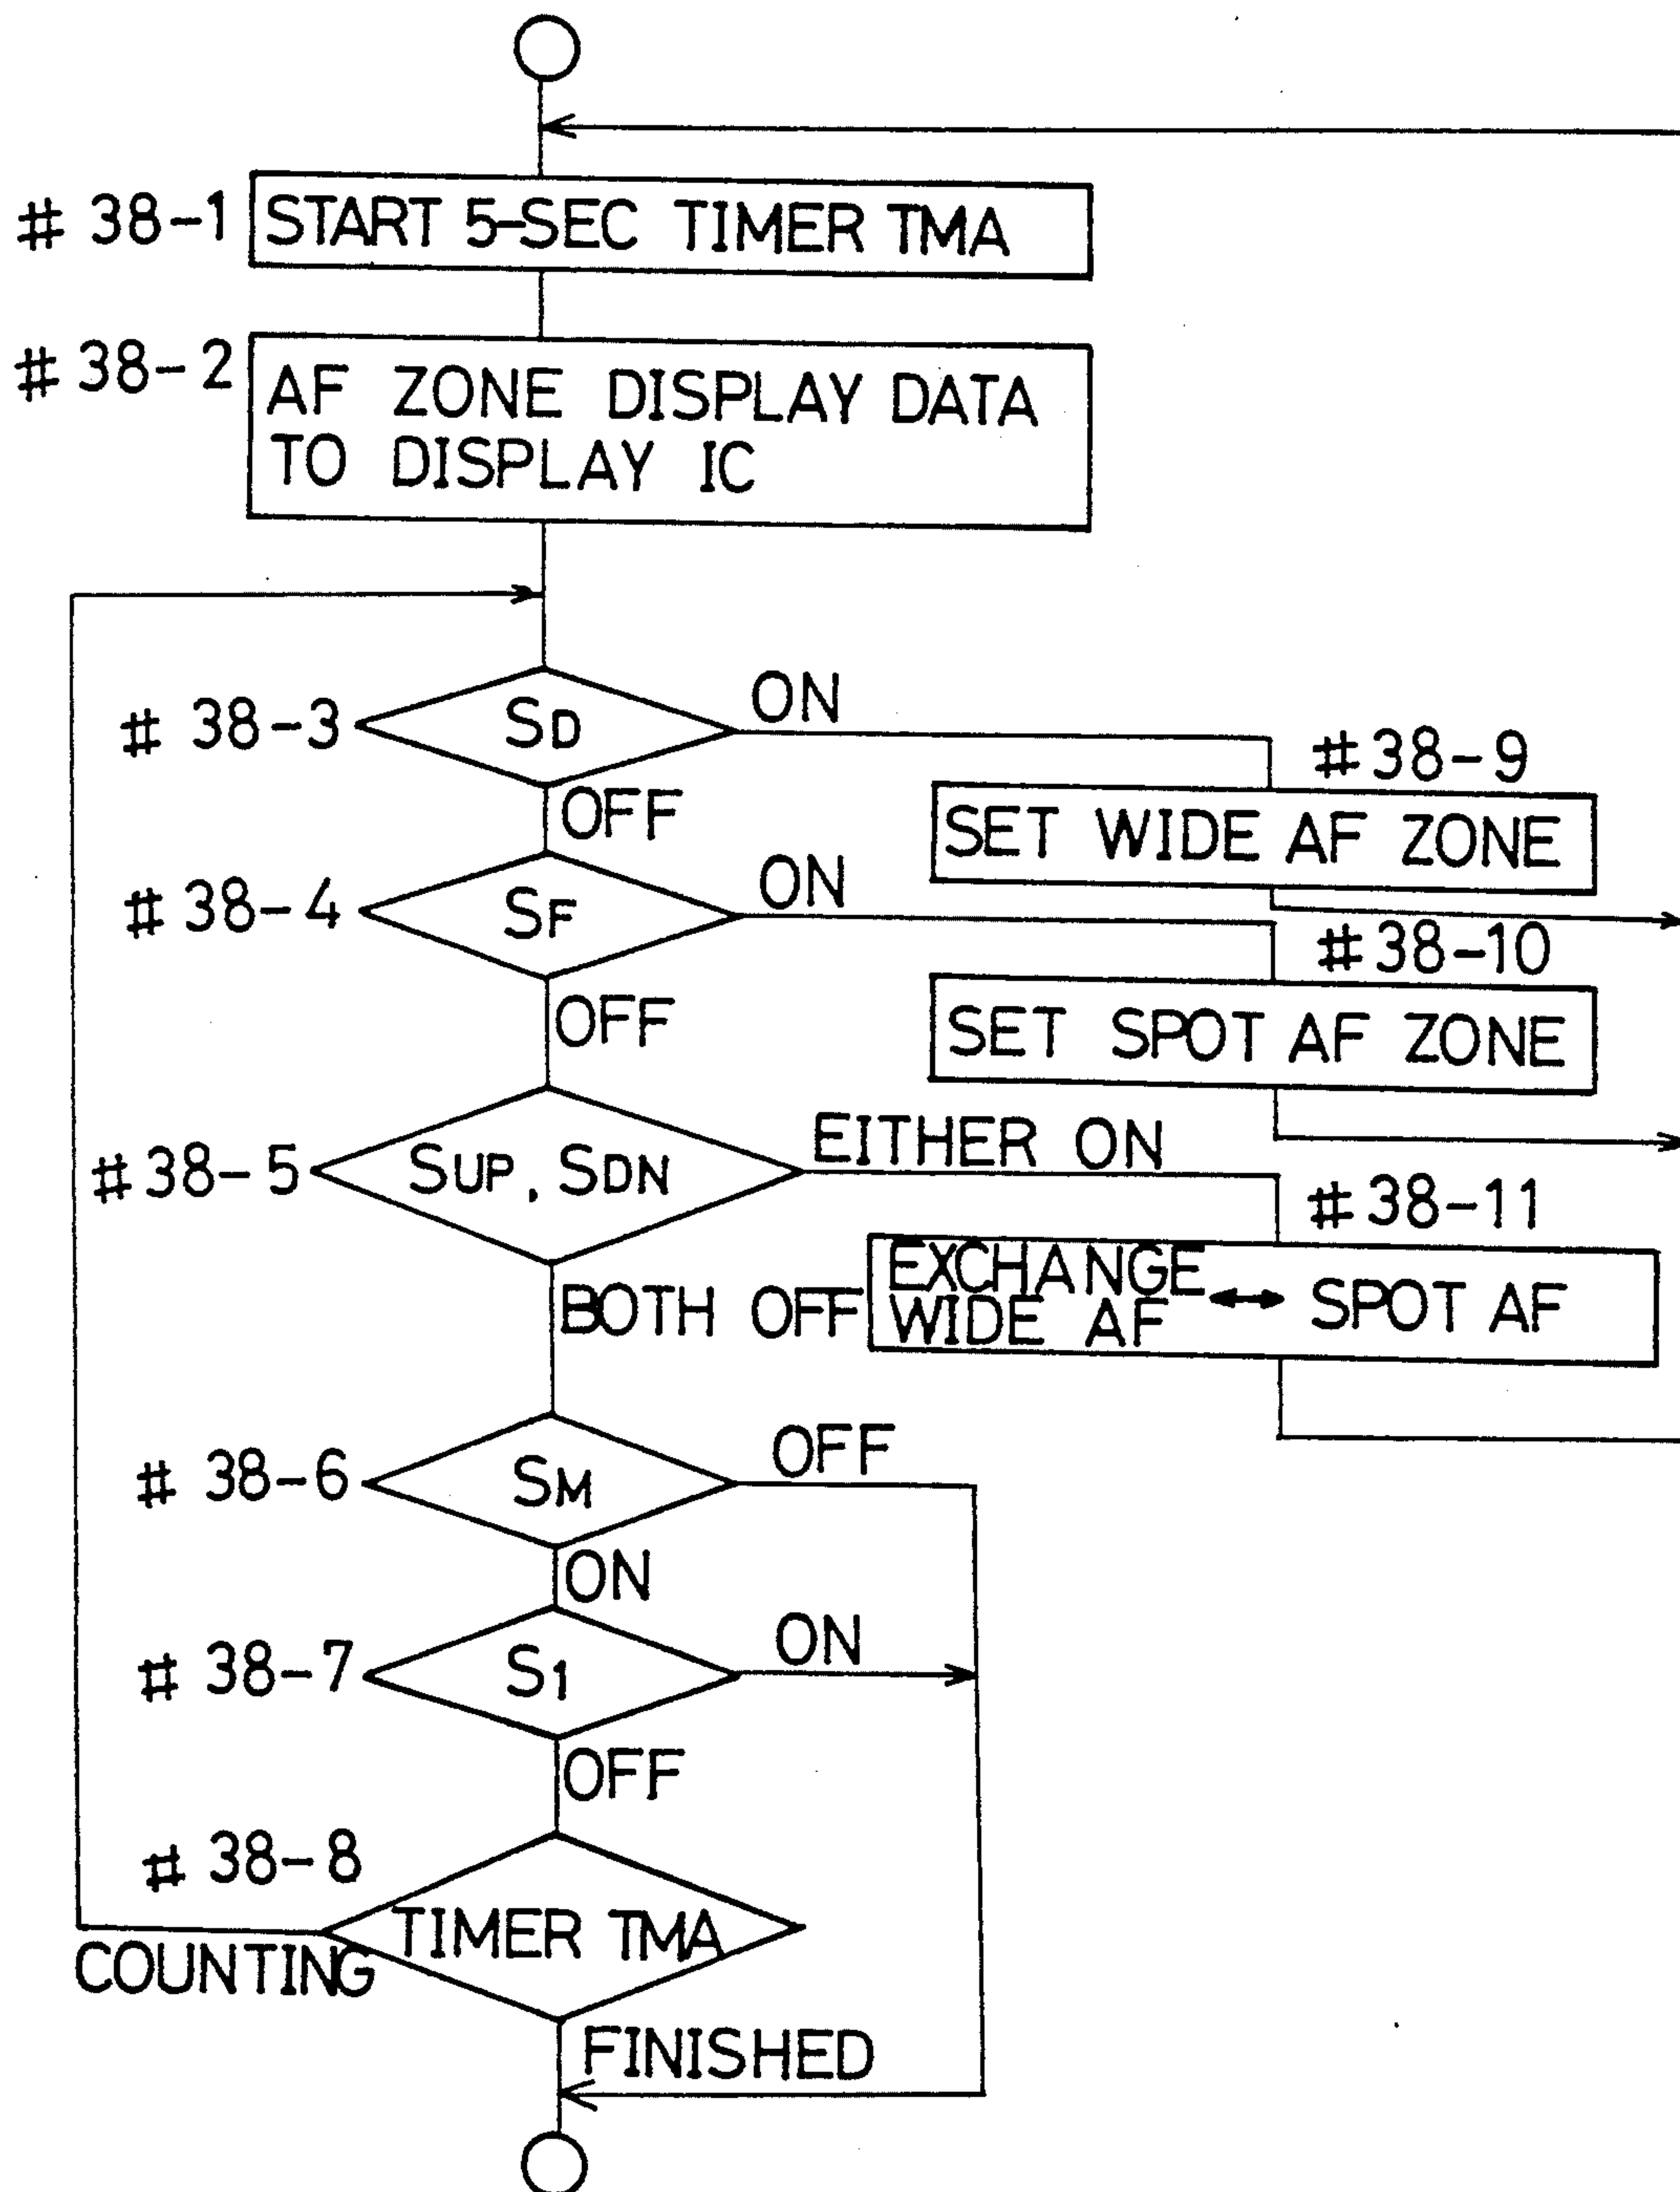 # 38-1 START 5-SEC TIMER TMA
# 38-2 AF ZONE DISPLAY DATA
TO DISPLAY IC
# 38-3 SD ON
OFF
# 38-9
SET WIDE AF ZONE
# 38-4 SF ON
OFF
# 38-10
SET SPOT AF ZONE
# 38-5 SUP, SDN EITHER ON
BOTH OFF
# 38-11
EXCHANGE
WIDE AF ↔ SPOT AF
# 38-6 SM OFF
ON
# 38-7 S1 ON
OFF
# 38-8
TIMER TMA
COUNTING
FINISHED